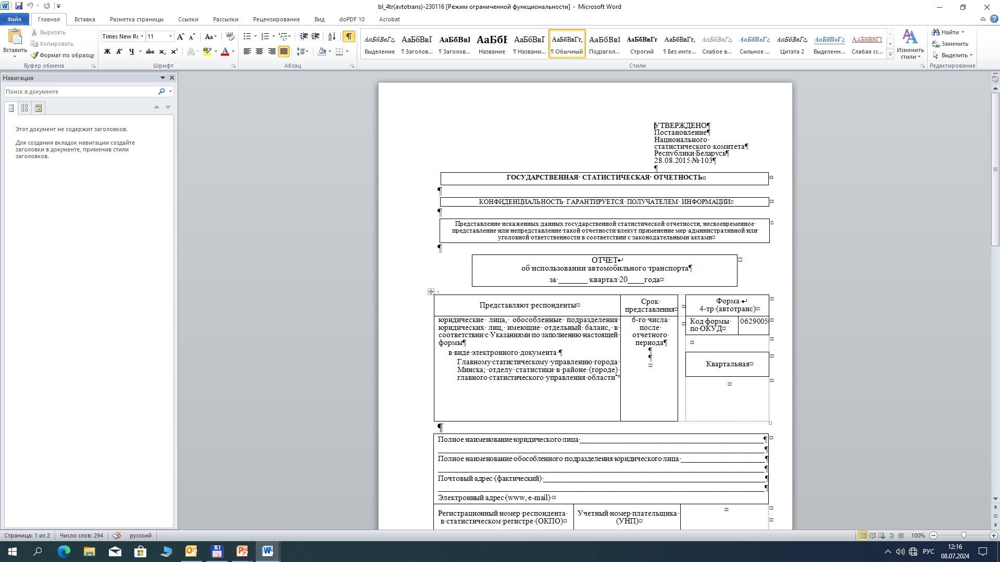 bl_4tr(avtotrans)-230116 [Режим ограниченной функциональности] - Microsoft Word
Файл
Главная
Вставка
Разметка страницы
Ссылки
Рассылки
Рецензирование
Вид
doPDF 10
Acrobat
Вставить
Вырезать
Копировать
Формат по образцу
Буфер обмена
Times New Rc
11
Шрифт
Абзац
АаБбВвГг,
АаБбВвІ
АаБбВвІ
АаБбЕ
АаБбВвІ
АаБбВвГг,
АаБбВвІ
АаБбВвГг
АаБбВвГг,
АаБбВвГг,
АаБбВвГг,
АаБбВвГг,
АаБбВвГг,
ААББВВГГ
Выделение
¶ Заголов...
¶ Заголов...
Название
¶ Названи...
¶ Обычный
Подзагол...
Строгий
¶ Без инте...
Слабое в...
Сильное ...
Цитата 2
Выделенн...
Слабая сс...
Стили
Изменить стили
Найти
Заменить
Выделить
Редактирование
Навигация
Поиск в документе
Этот документ не содержит заголовков.
Для создания вкладок навигации создайте
заголовки в документе, применив стили
заголовков.
УТВЕРЖДЕНО¶
Постановление¶
Национального·
статистического·комитета¶
Республики·Беларусь¶
28.08.2015·№·103¶
¶
ГОСУДАРСТВЕННАЯ· СТАТИСТИЧЕСКАЯ· ОТЧЕТНОСТЬ¤
¶
КОНФИДЕНЦИАЛЬНОСТЬ· ГАРАНТИРУЕТСЯ· ПОЛУЧАТЕЛЕМ· ИНФОРМАЦИИ¤
¶
Представление·искаженных·данных·государственной·статистической·отчетности,·несвоевременное·
представление·или·непредставление·такой·отчетности·влекут·применение·мер·административной·или·
уголовной·ответственности·в·соответствии·с·законодательными·актами¤
¶
ОТЧЕТ↵
об·использовании·автомобильного·транспорта¶
за·_______·квартал·20____года¤
Представляют·респонденты¤
Срок·
представления¤
Форма·↵
4-тр·(автотранс)¤
юридические· лица,· обособленные· подразделения·
юридических· лиц,· имеющие· отдельный· баланс,· в·
соответствии·с·Указаниями·по·заполнению·настоящей·
формы¶
в·виде·электронного·документа·¶
Главному·статистическому·управлению·города·
Минска;·отделу·статистики·в·районе·(городе)·
главного·статистического·управления·области*¤
6-го·числа·
после·
отчетного·
периода¶
¶
¶
¤
Код·формы·
по·ОКУД¤
0629005
Квартальная¤
¶
Полное·наименование·юридического·лица·____________________________________________¶
______________________________________________________________________________¶
Полное·наименование·обособленного·подразделения·юридического·лица·____________________¶
______________________________________________________________________________¶
Почтовый·адрес·(фактический)·_____________________________________________________¶
______________________________________________________________________________¶
Электронный·адрес·(www,·e-mail)·¤
Регистрационный·номер·респондента·
в·статистическом·регистре·(ОКПО)¤
Учетный·номер·плательщика·
(УНП)¤
Страница: 1 из 2
Число слов: 294
русский
100%
РУС
12:16
08.07.2024